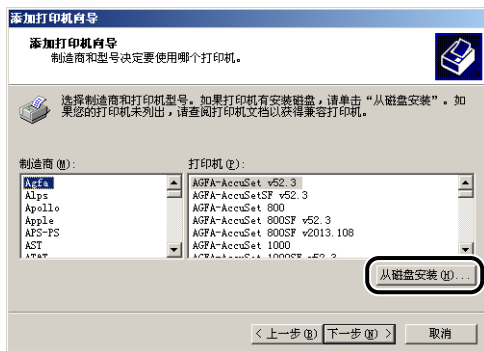 添加打印机向导
添加打印机向导
制造商和型号决定要使用哪个打印机。
选择制造商和打印机型号。如果打印机有安装磁盘，请单击“从磁盘安装”。如
果您的打印机未列出，请查阅打印机文档以获得兼容打印机。
制造商(M):
打印机(P):
Agfa
Alps
Apollo
Apple
APS-PS
AST
AT&T
AGFA-AccuSet v52.3
AGFA-AccuSetSF v52.3
AGFA-AccuSet 800
AGFA-AccuSet 800SF v52.3
AGFA-AccuSet 800SF v2013.108
AGFA-AccuSet 1000
AGFA-AccuSet 1000SF v52.3
从磁盘安装(H)...
< 上一步(B)
下一步(N) >
取消